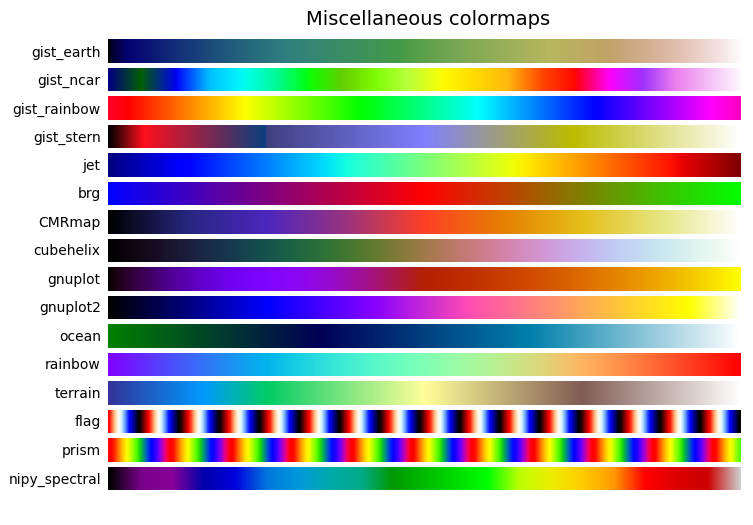 Miscellaneous colormaps
gist_earth
gist_ncar
gist_rainbow
gist_stern
jet
brg
CMRmap
cubehelix
gnuplot
gnuplot2
ocean
rainbow
terrain
flag
prism
nipy_spectral